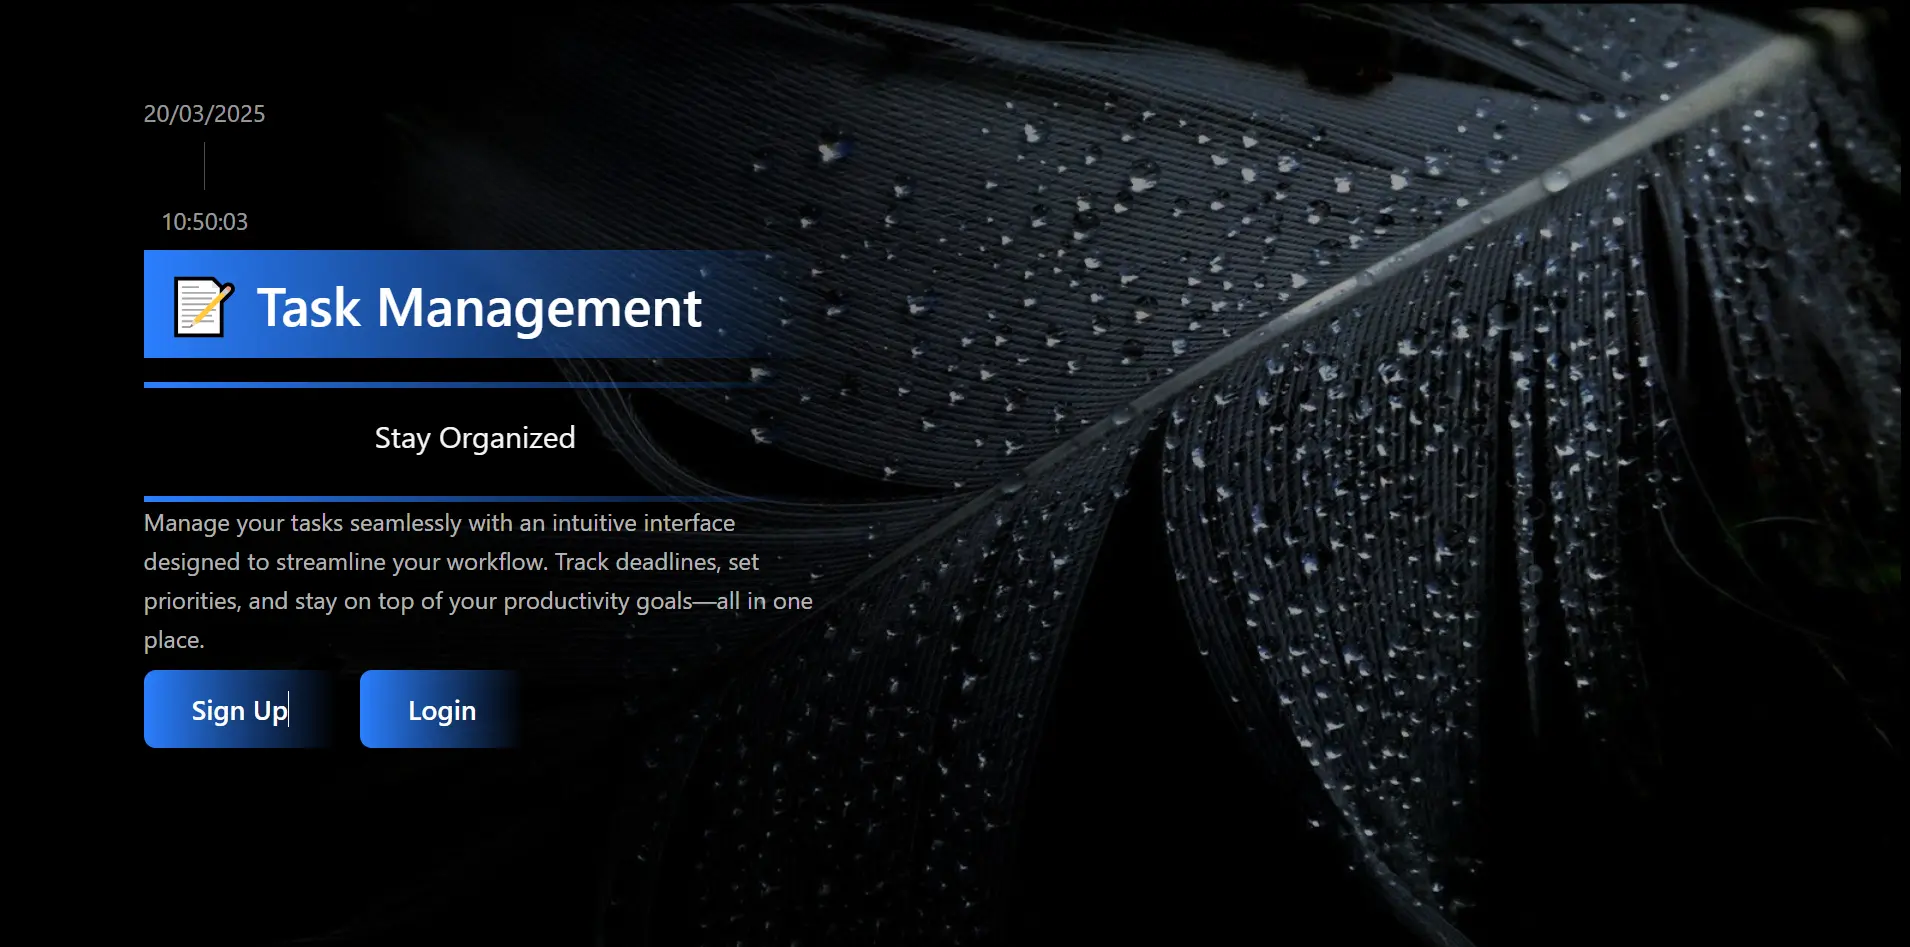 20/03/2025
10:50:03
Task Management
Stay Organized
Manage your tasks seamlessly with an intuitive interface
designed to streamline your workflow. Track deadlines, set
priorities, and stay on top of your productivity goals—all in one
place.
Sign Up
Login